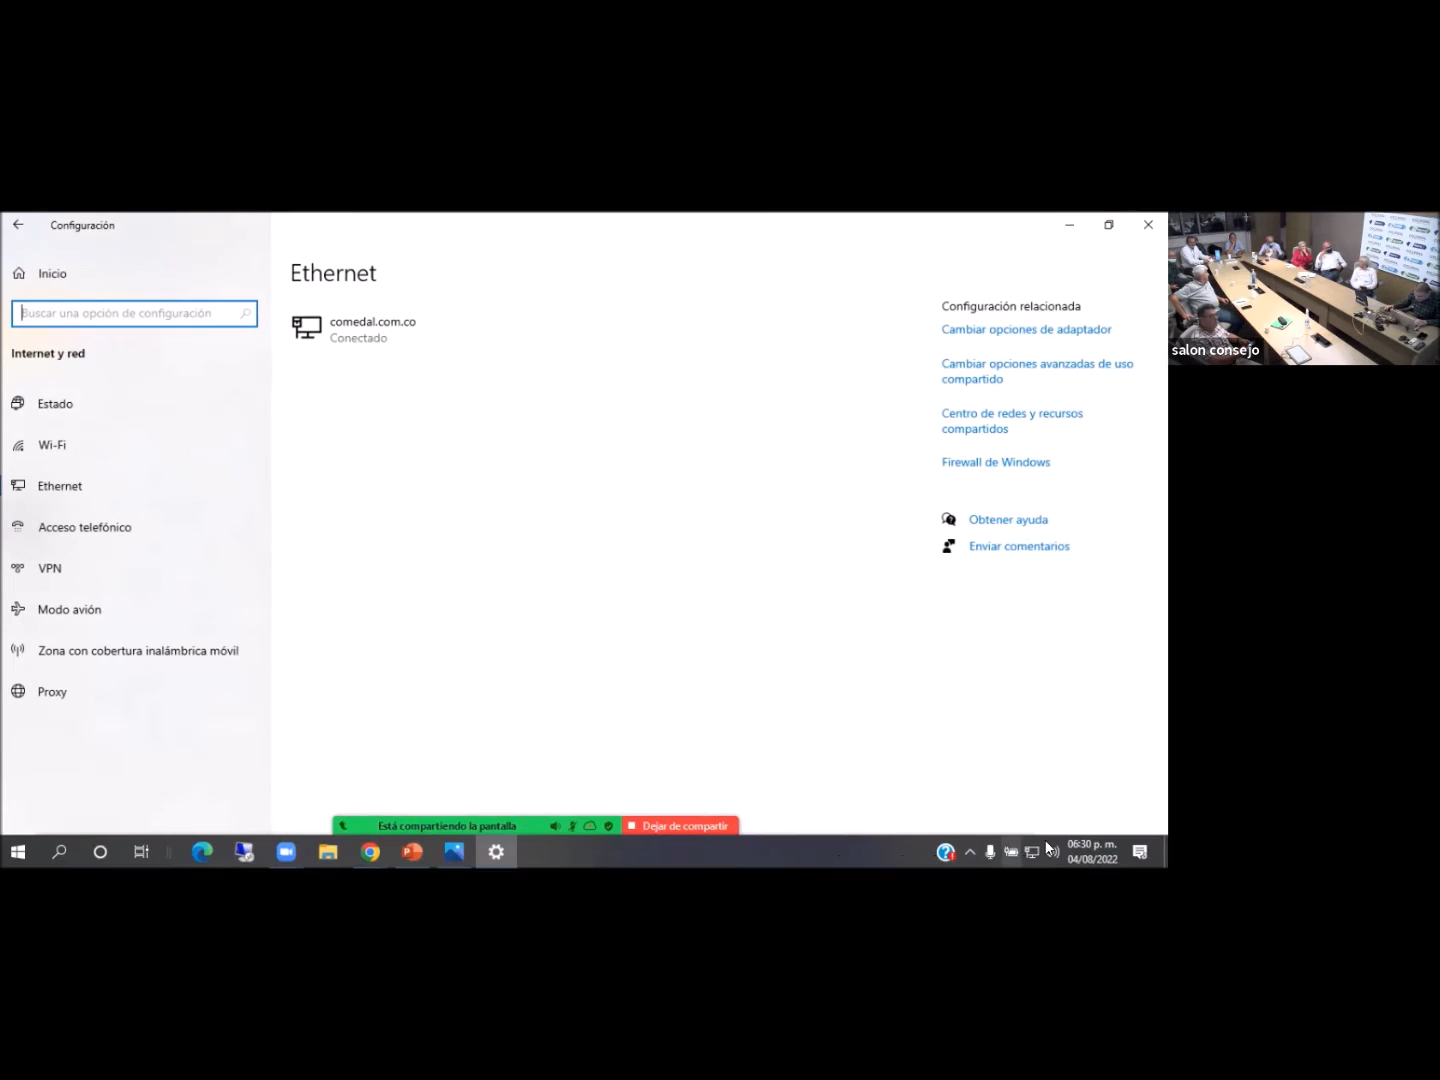 Configuración
Inicio
Buscar una opción de configuración
Internet y red
Estado
Wi-Fi
Ethernet
Acceso telefónico
VPN
Modo avión
Zona con cobertura inalámbrica móvil
Proxy
Ethernet
comedal.com.co
Conectado
Configuración relacionada
Cambiar opciones de adaptador
Cambiar opciones avanzadas de uso
compartido
Centro de redes y recursos
compartidos
Firewall de Windows
Obtener ayuda
Enviar comentarios
salon consejo
Está compartiendo la pantalla
Dejar de compartir
06:30 p. m.
04/08/2022